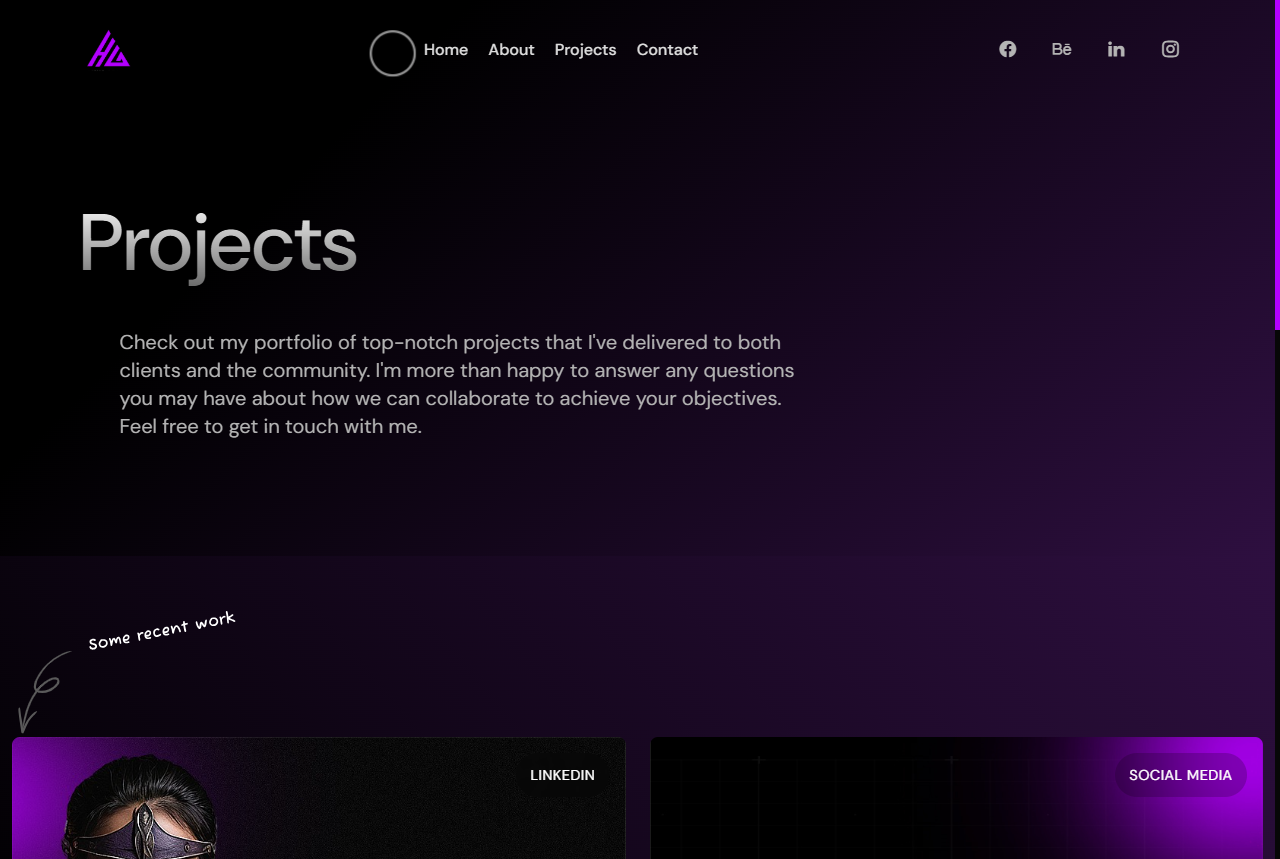 Home About Projects Contact
Projects
Check out my portfolio of top-notch projects that I've delivered to both
clients and the community. I'm more than happy to answer any questions
you may have about how we can collaborate to achieve your objectives.
Feel free to get in touch with me.
Some recent work
LINKEDIN
SOCIAL MEDIA